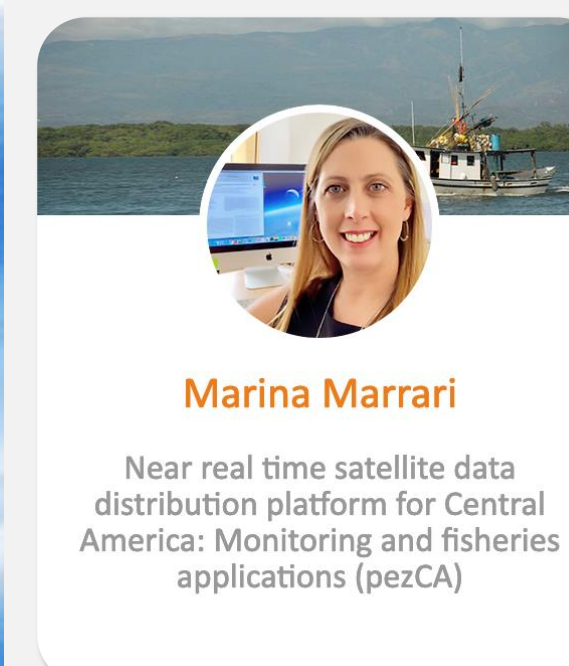 Marina Marrari
Near real time satellite data
distribution platform for Central
America: Monitoring and fisheries
applications (pezCA)